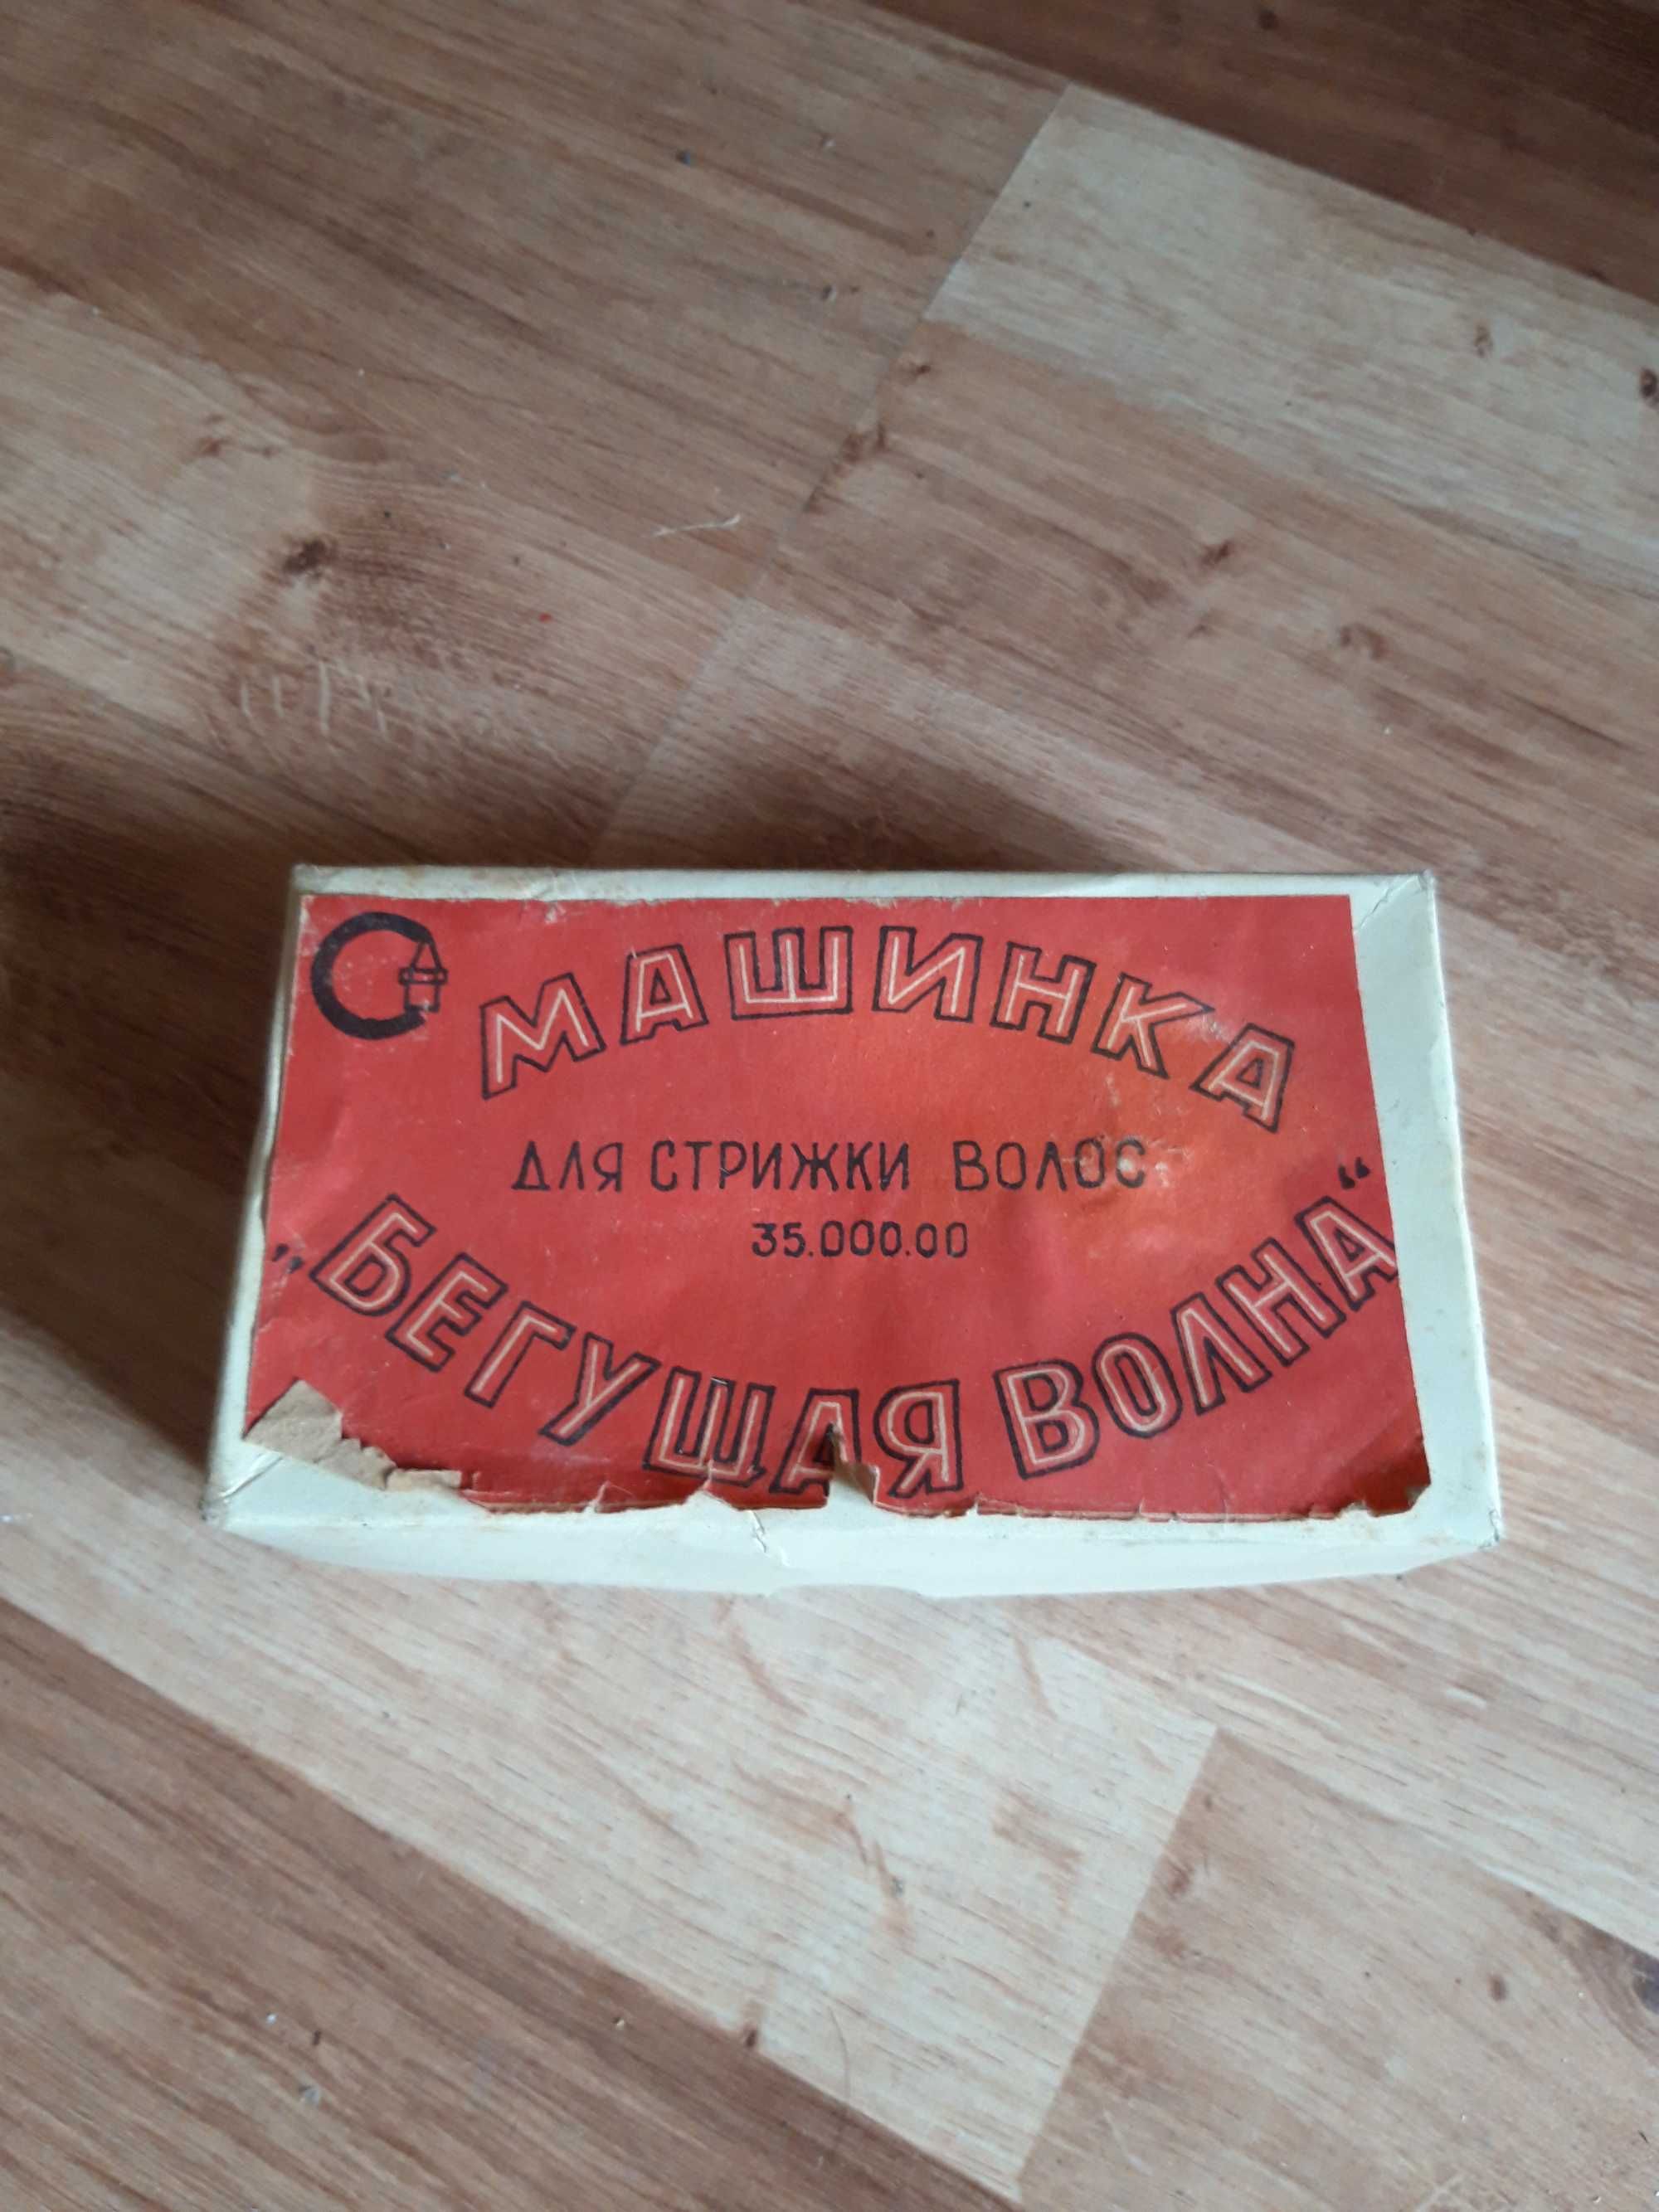 МАШИНКА
ДЛЯ СТРИЖКИ ВОЛОС
35.000.00
„БЕГУЩАЯ ВОЛНА“